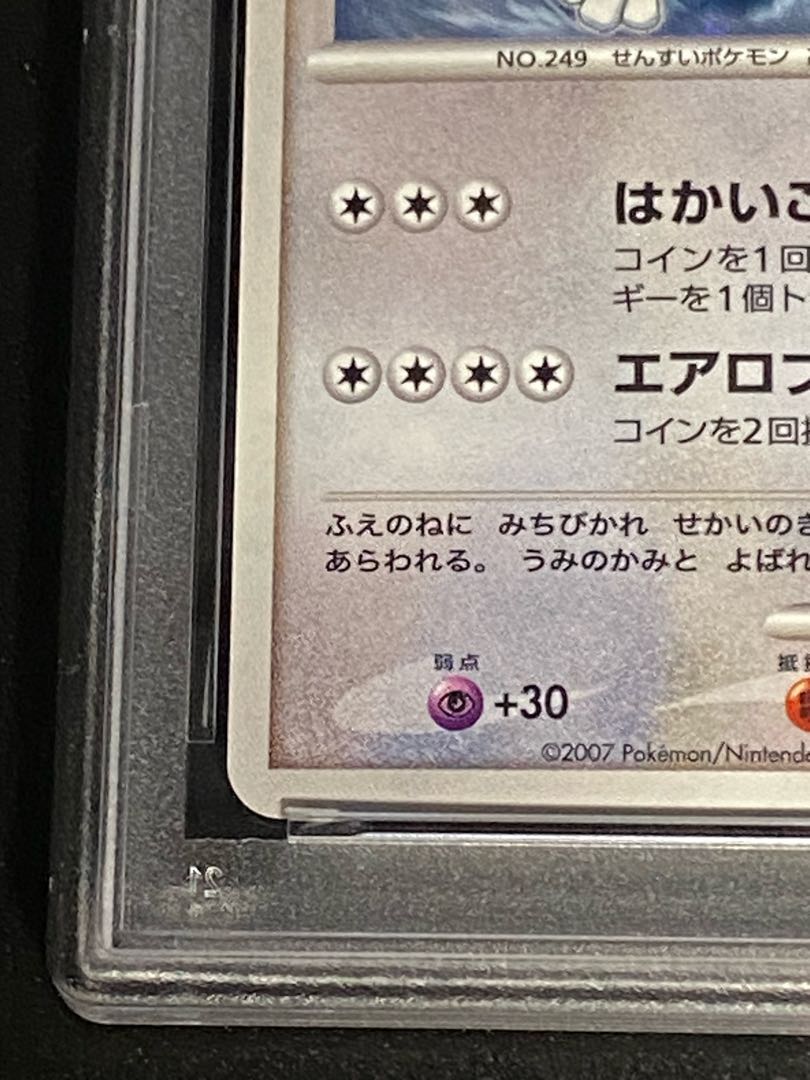 NO.249 せんすいポケモン
はかいこ
コインを1回
ギーを1個ト
エアロブ
コインを2回
ふえのねに みちびかれ せかいのき
あらわれる。 うみのかみと よばれ
弱点
抵
+30
©2007 Pokémon/Nintendo
21